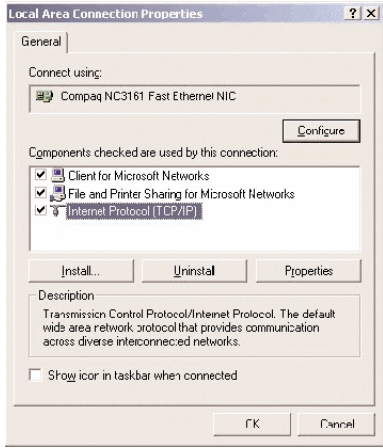 Local Area Connection Properties
General
Connect using:
Compaq NC3161 Fast Ethernet NIC
Configure
Components checked are used by this connection:
Client for Microsoft Networks
File and Printer Sharing for Microsoft Networks
Internet Protocol (TCP/IP)
Install... Uninstall Properties
Description
Transmission Control Protocol/Internet Protocol. The default
wide area network protocol that provides communication
across diverse interconnected networks.
Show icon in taskbar when connected
OK Cancel